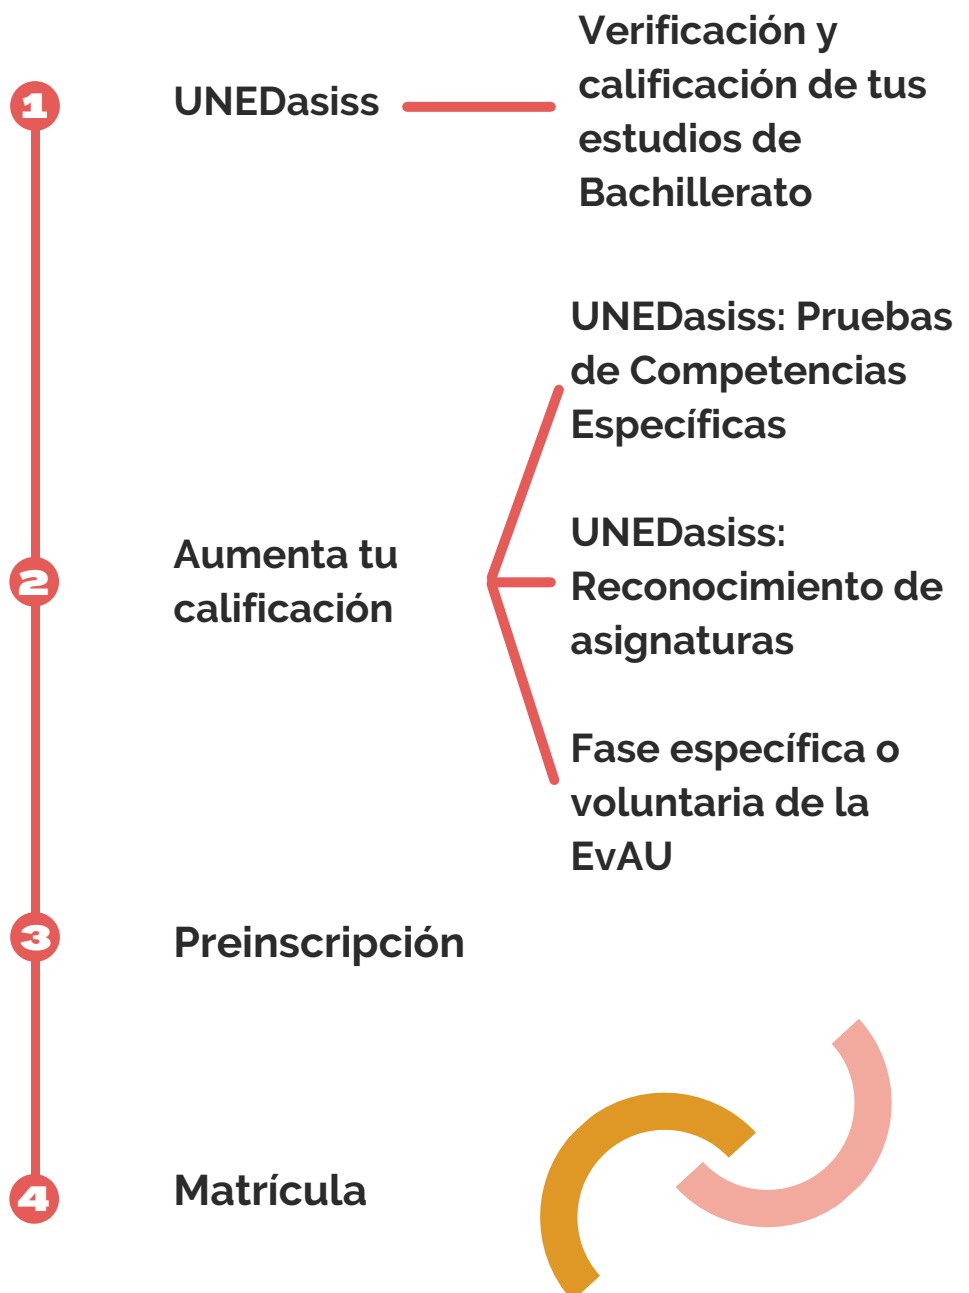 1
UNEDasiss
Verificación y
calificación de tus
estudios de
Bachillerato
2
Aumenta tu
calificación
UNEDasiss: Pruebas
de Competencias
Específicas
UNEDasiss:
Reconocimiento de
asignaturas
Fase específica o
voluntaria de la
EvAU
3
Preinscripción
4
Matrícula